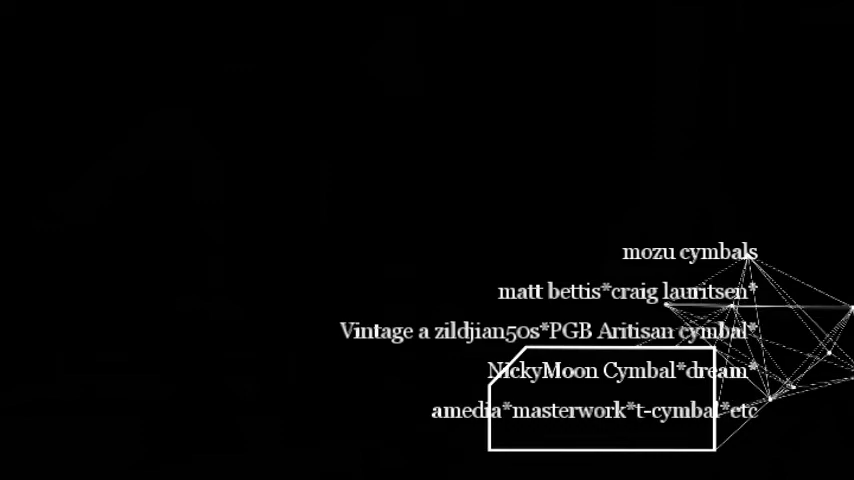 mozu cymbals
matt bettis*craig lauritsen*
Vintage a zildjian50s*PGB Aritisan cymbal*
NickyMoon Cymbal*dream*
amedia*masterwork*t-cymbal*etc